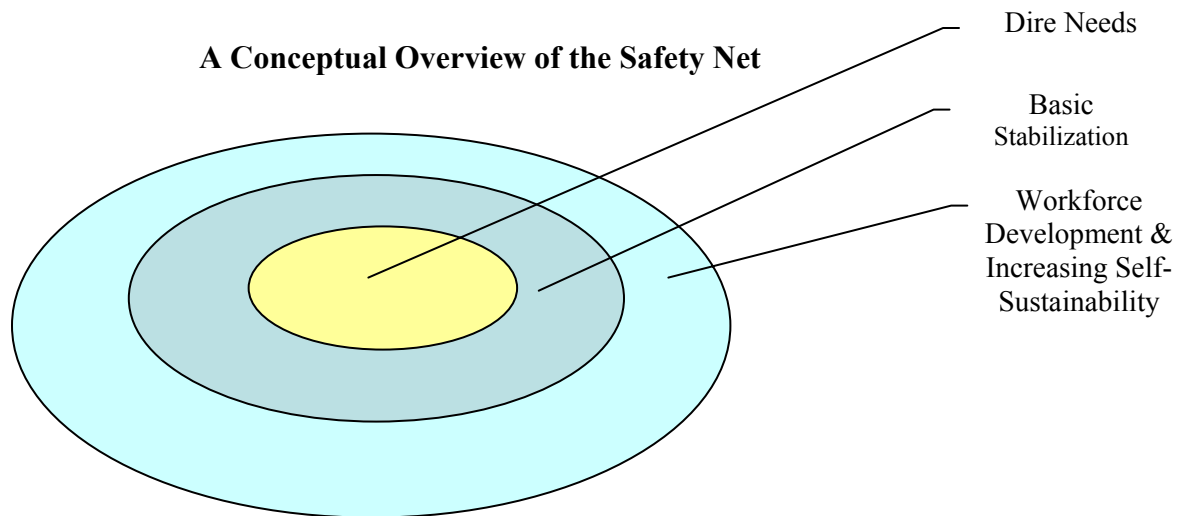 Dire Needs
A Conceptual Overview of the Safety Net
Basic
Stabilization
Workforce
Development &
Increasing Self-
Sustainability